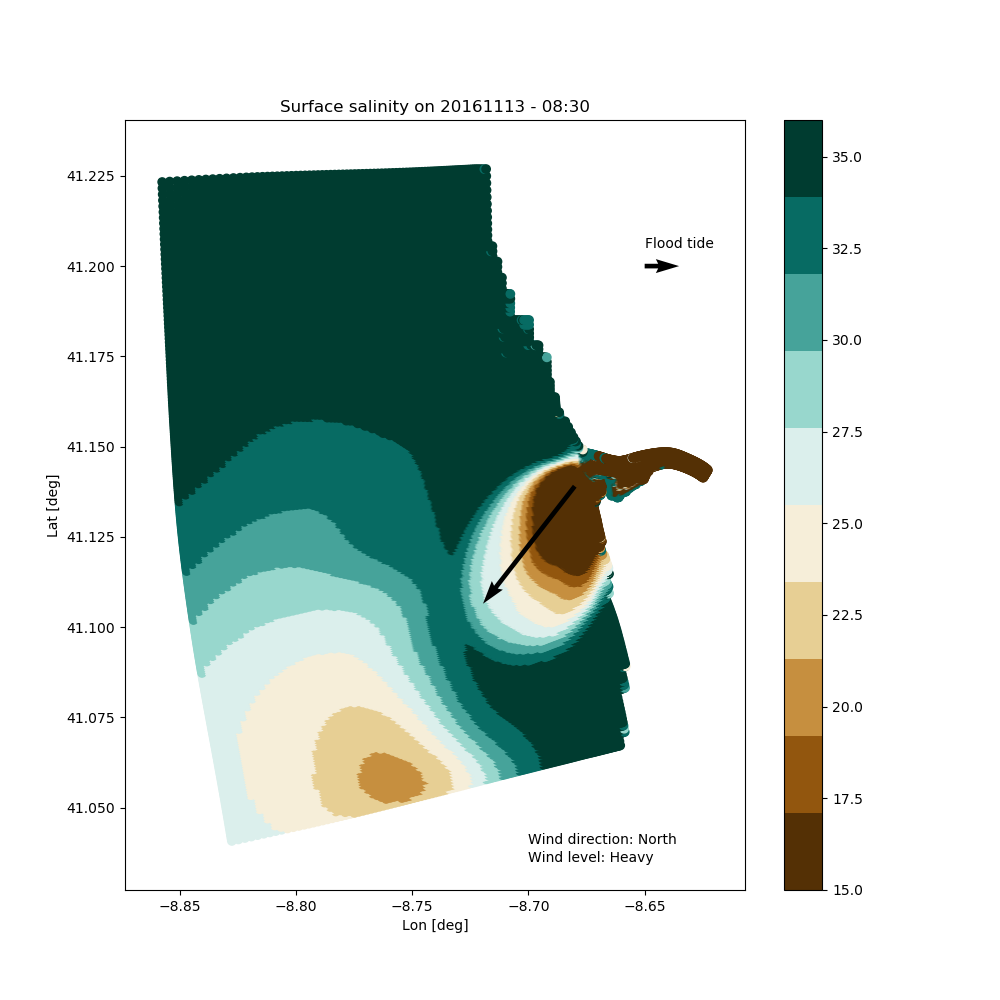 Surface salinity on 20161113 - 08:30
41.225
41.200
41.175
41.150
41.125
41.100
41.075
41.050
Lat [deg]
Flood tide
Wind direction: North
Wind level: Heavy
−8.85 −8.80 −8.75 −8.70 −8.65
Lon [deg]
35.0
32.5
30.0
27.5
25.0
22.5
20.0
17.5
15.0